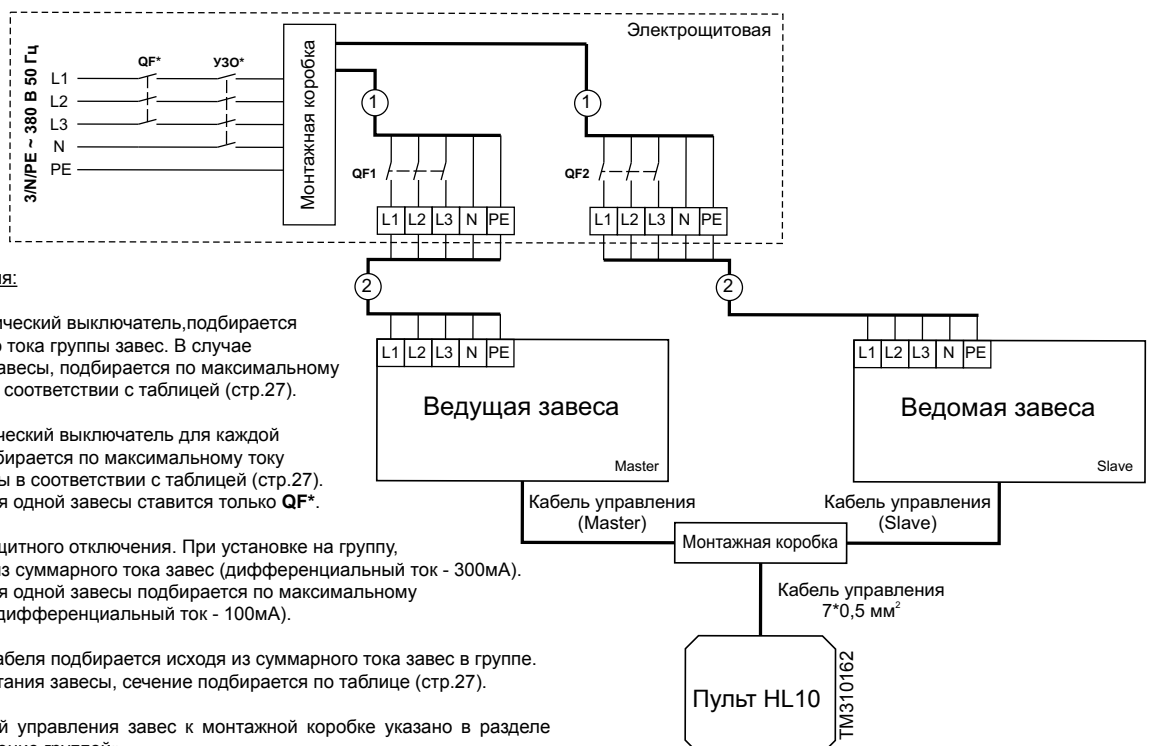 Электрощитовая
3/N/PE ~ 380 В 50 Гц
QF*
УЗО*
L1
L2
L3
N
PE
Монтажная коробка
1
1
QF1
QF2
L1 L2 L3 N PE
L1 L2 L3 N PE
2
2
L1 L2 L3 N PE
L1 L2 L3 N PE
Ведущая завеса
Master
Ведомая завеса
Slave
Кабель управления
(Master)
Кабель управления
(Slave)
Монтажная коробка
Кабель управления
7*0,5 мм²
Пульт HL10
TM310162
ический выключатель,подбирается
о тока группы завес. В случае
авесы, подбирается по максимальному
соответствии с таблицей (стр.27).
ческий выключатель для каждой
бирается по максимальному току
ы в соответствии с таблицей (стр.27).
я одной завесы ставится только QF*.
щитного отключения. При установке на группу,
из суммарного тока завес (дифференциальный ток - 300мА).
я одной завесы подбирается по максимальному
дифференциальный ток - 100мА).
абеля подбирается исходя из суммарного тока завес в группе.
тания завесы, сечение подбирается по таблице (стр.27).
й управления завес к монтажной коробке указано в разделе